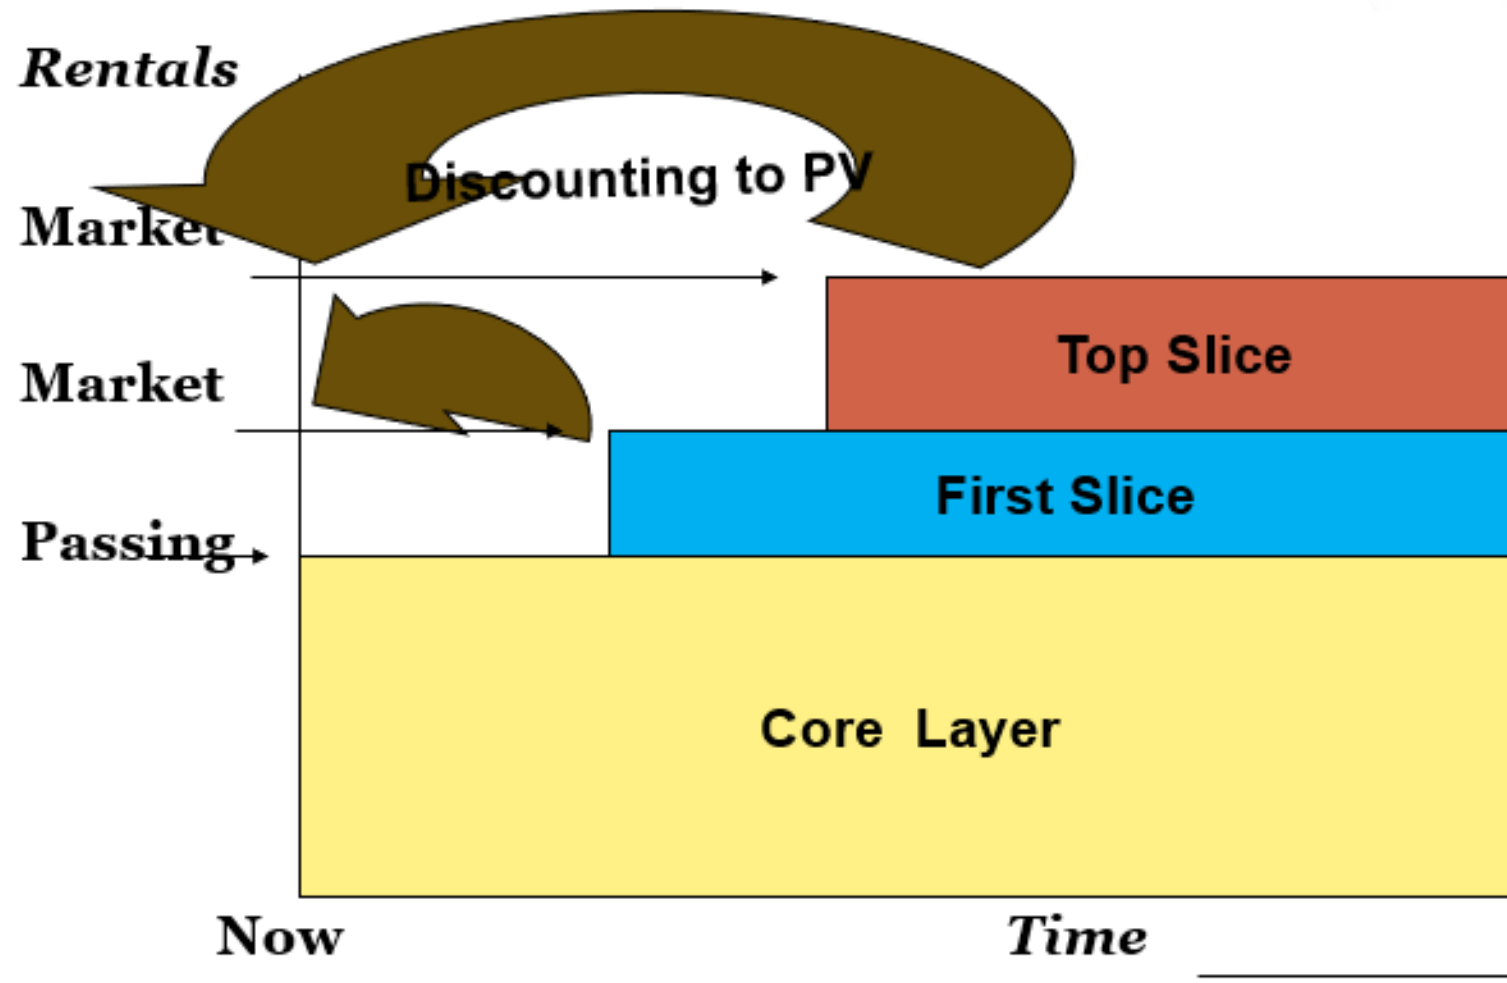 Rentals
Discounting to PV
Market
Top Slice
Market
First Slice
Passing
Core Layer
Now
Time